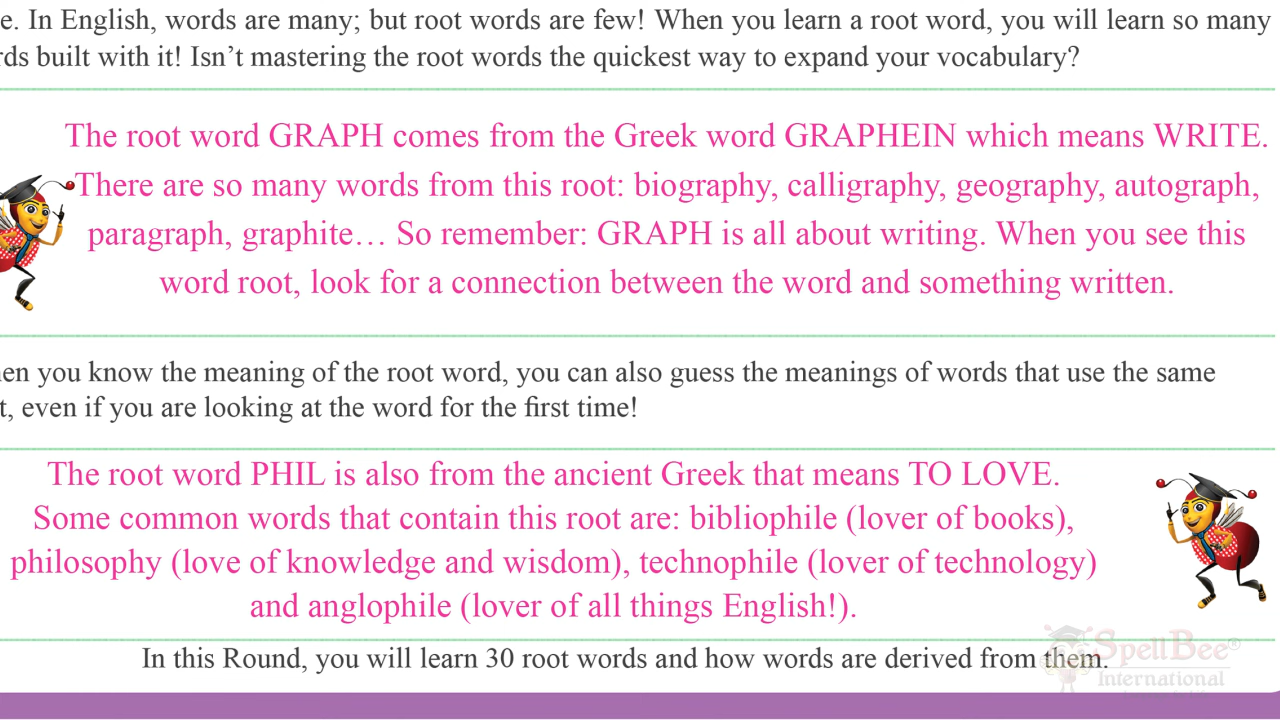 e. In English, words are many; but root words are few! When you learn a root word, you will learn so many
rds built with it! Isn’t mastering the root words the quickest way to expand your vocabulary?
The root word GRAPH comes from the Greek word GRAPHEIN which means WRITE.
There are so many words from this root: biography, calligraphy, geography, autograph,
paragraph, graphite… So remember: GRAPH is all about writing. When you see this
word root, look for a connection between the word and something written.
en you know the meaning of the root word, you can also guess the meanings of words that use the same
t, even if you are looking at the word for the first time!
The root word PHIL is also from the ancient Greek that means TO LOVE.
Some common words that contain this root are: bibliophile (lover of books),
philosophy (love of knowledge and wisdom), technophile (lover of technology)
and anglophile (lover of all things English!).
In this Round, you will learn 30 root words and how words are derived from them.
SpellBee®
International